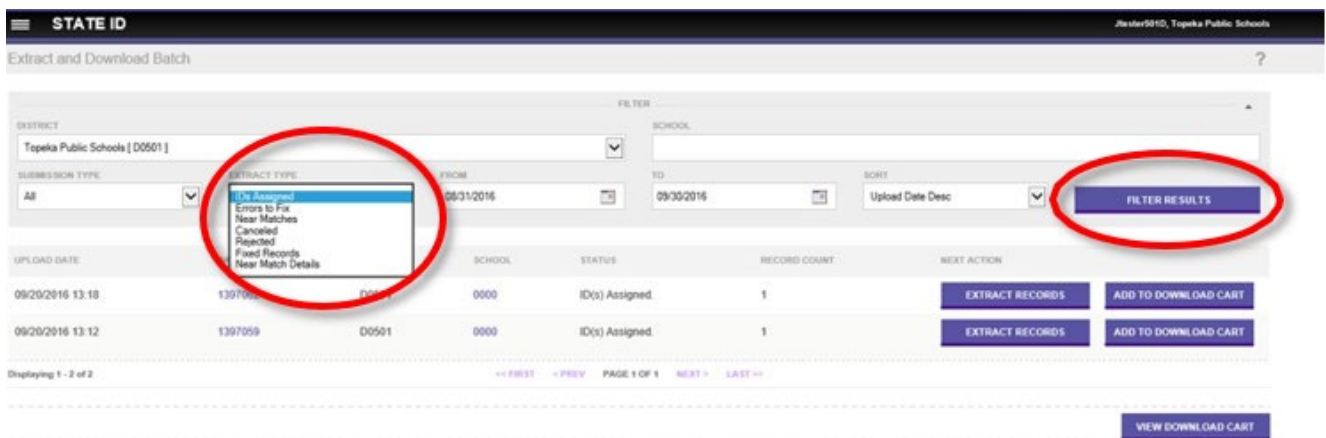 STATE ID
Jtester501D, Topeka Public Schools
Extract and Download Batch
?
FILTER
DISTRICT
SCHOOL
Topeka Public Schools [ D0501 ]
SUBMISSION TYPE
EXTRACT TYPE
FROM
TO
SORT
All
IDs Assigned
Errors to Fix
Near Matches
Canceled
Rejected
Fixed Records
Near Match Details
08/31/2016
09/30/2016
Upload Date Desc
FILTER RESULTS
UPLOAD DATE
SCHOOL
STATUS
RECORD COUNT
NEXT ACTION
09/20/2016 13:18
0000
ID(s) Assigned.
1
EXTRACT RECORDS
ADD TO DOWNLOAD CART
09/20/2016 13:12
1397059
D0501
0000
ID(s) Assigned.
1
EXTRACT RECORDS
ADD TO DOWNLOAD CART
Displaying 1 - 2 of 2
<< FIRST
< PREV
PAGE 1 OF 1
NEXT >
LAST >>
VIEW DOWNLOAD CART